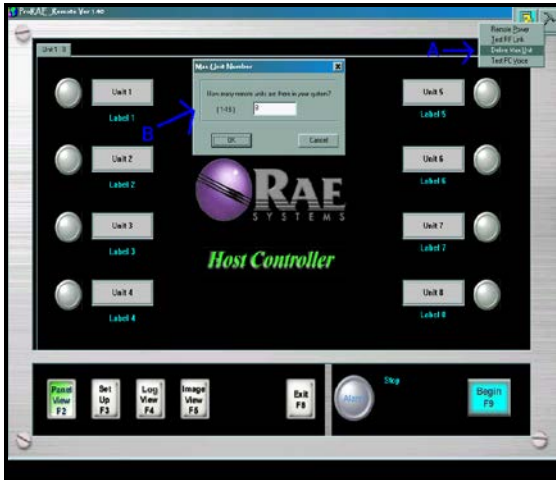 ProRAE_Remote Ver 1.60
Remote Power
Test RF Link
Define Max Unit
Test PC Voice
A
Unit 1 : 8
Max Unit Number
How many remote units are there in your system?
(1-16)
8
B
OK
Cancel
Unit 1
Label 1
Unit 2
Label 2
Unit 3
Label 3
Unit 4
Label 4
Unit 5
Label 5
Unit 6
Label 6
Unit 7
Label 7
Unit 8
Label 8
RAE
SYSTEMS
Host Controller
Panel
View
F2
Set
Up
F3
Log
View
F4
Image
View
F5
Exit
F8
Alarm
Stop
Begin
F9